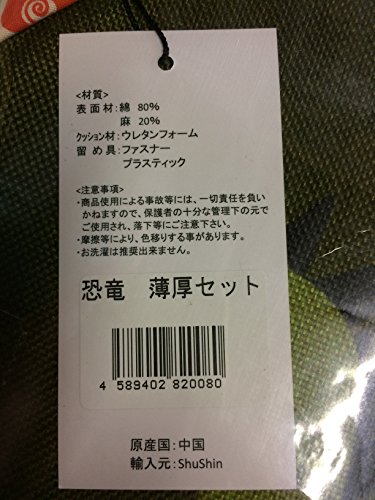 <材質>
表面材：綿 80%
麻 20%
クッション材：ウレタンフォーム
留め具：ファスナー
プラスティック
<注意事項>
・商品使用による事故等には、一切責任を負い
かねますので、保護者の十分な管理下の元で
ご使用され、落下等にご注意下さい。
・摩擦等により、色移りする事があります。
・お洗濯は推奨出来ません。
恐竜 薄厚セット
4 589402 820080
原産国：中国
輸入元：ShuShin